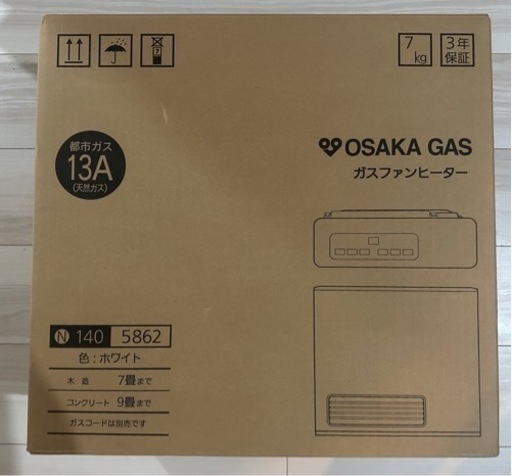 7
kg
3年
保証
都市ガス
13A
(天然ガス)
OSAKA GAS
ガスファンヒーター
N 140 5862
色：ホワイト
木造 7畳まで
コンクリート 9畳まで
ガスコードは別売です